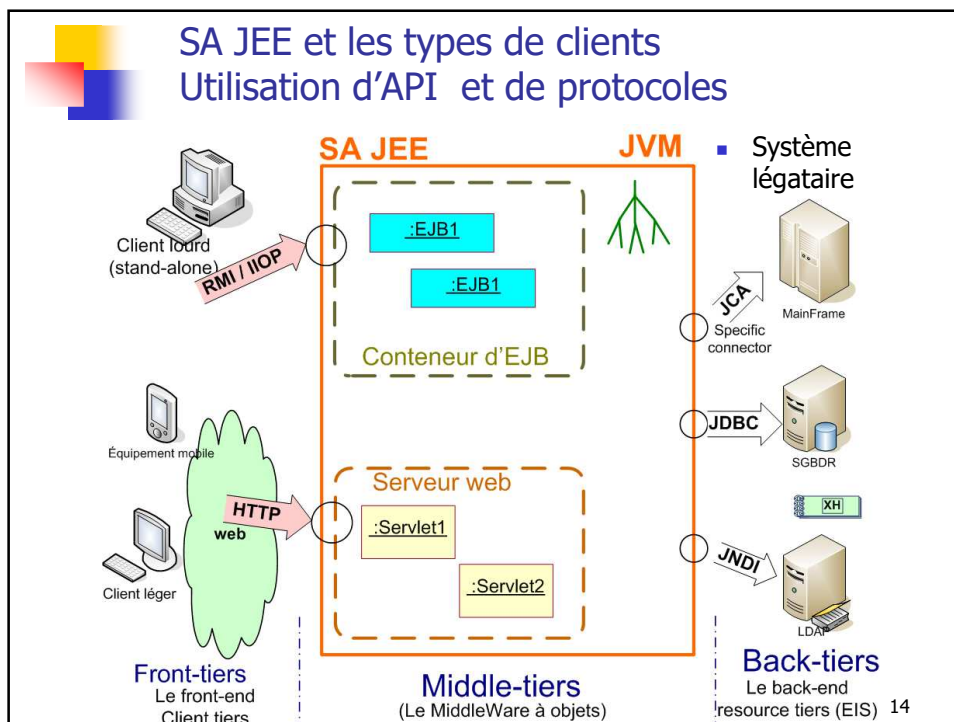 SA JEE et les types de clients
Utilisation d'API et de protocoles
SA JEE
JVM
■ Système
légataire
Client lourd
(stand-alone)
RMI / IIOP
:EJB1
:EJB1
Conteneur d'EJB
JCA
Specific
connector
MainFrame
Équipement mobile
JDBC
SGBDR
Serveur web
HTTP
web
:Servlet1
:Servlet2
XH
JNDI
Client léger
LDAP
Front-tiers
Le front-end
Client tiers
Middle-tiers
(Le MiddleWare à objets)
Back-tiers
Le back-end
resource tiers (EIS)
14